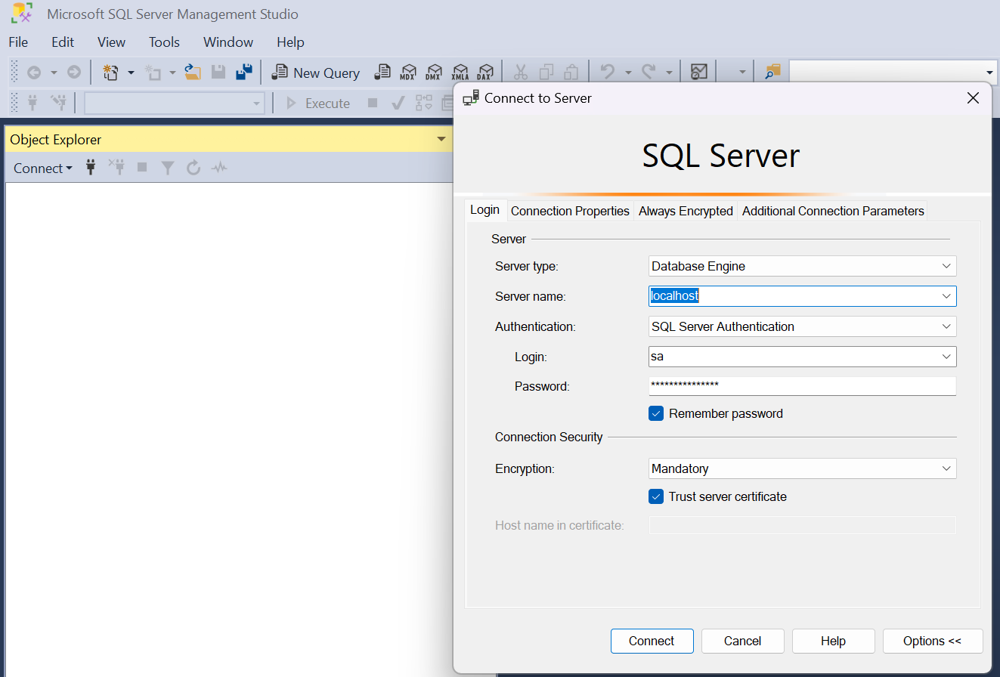 Microsoft SQL Server Management Studio
File Edit View Tools Window Help
New Query MDX DMX XMLA DAX
Execute
Object Explorer
Connect
Connect to Server
SQL Server
Login Connection Properties Always Encrypted Additional Connection Parameters
Server
Server type: Database Engine
Server name: localhost
Authentication: SQL Server Authentication
Login: sa
Password: ***************
Remember password
Connection Security
Encryption: Mandatory
Trust server certificate
Host name in certificate:
Connect Cancel Help Options <<